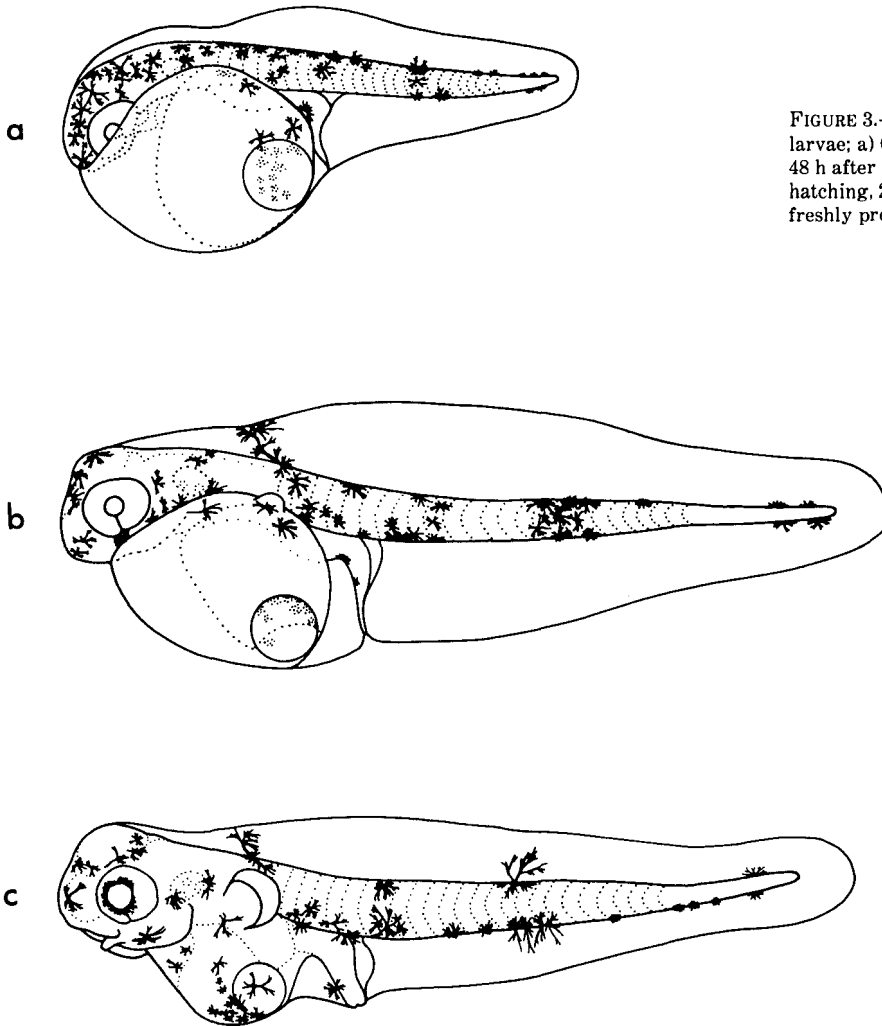 a
FIGURE 3.-
larvae; a)
48 h after
hatching, 2
freshly pre
b
c